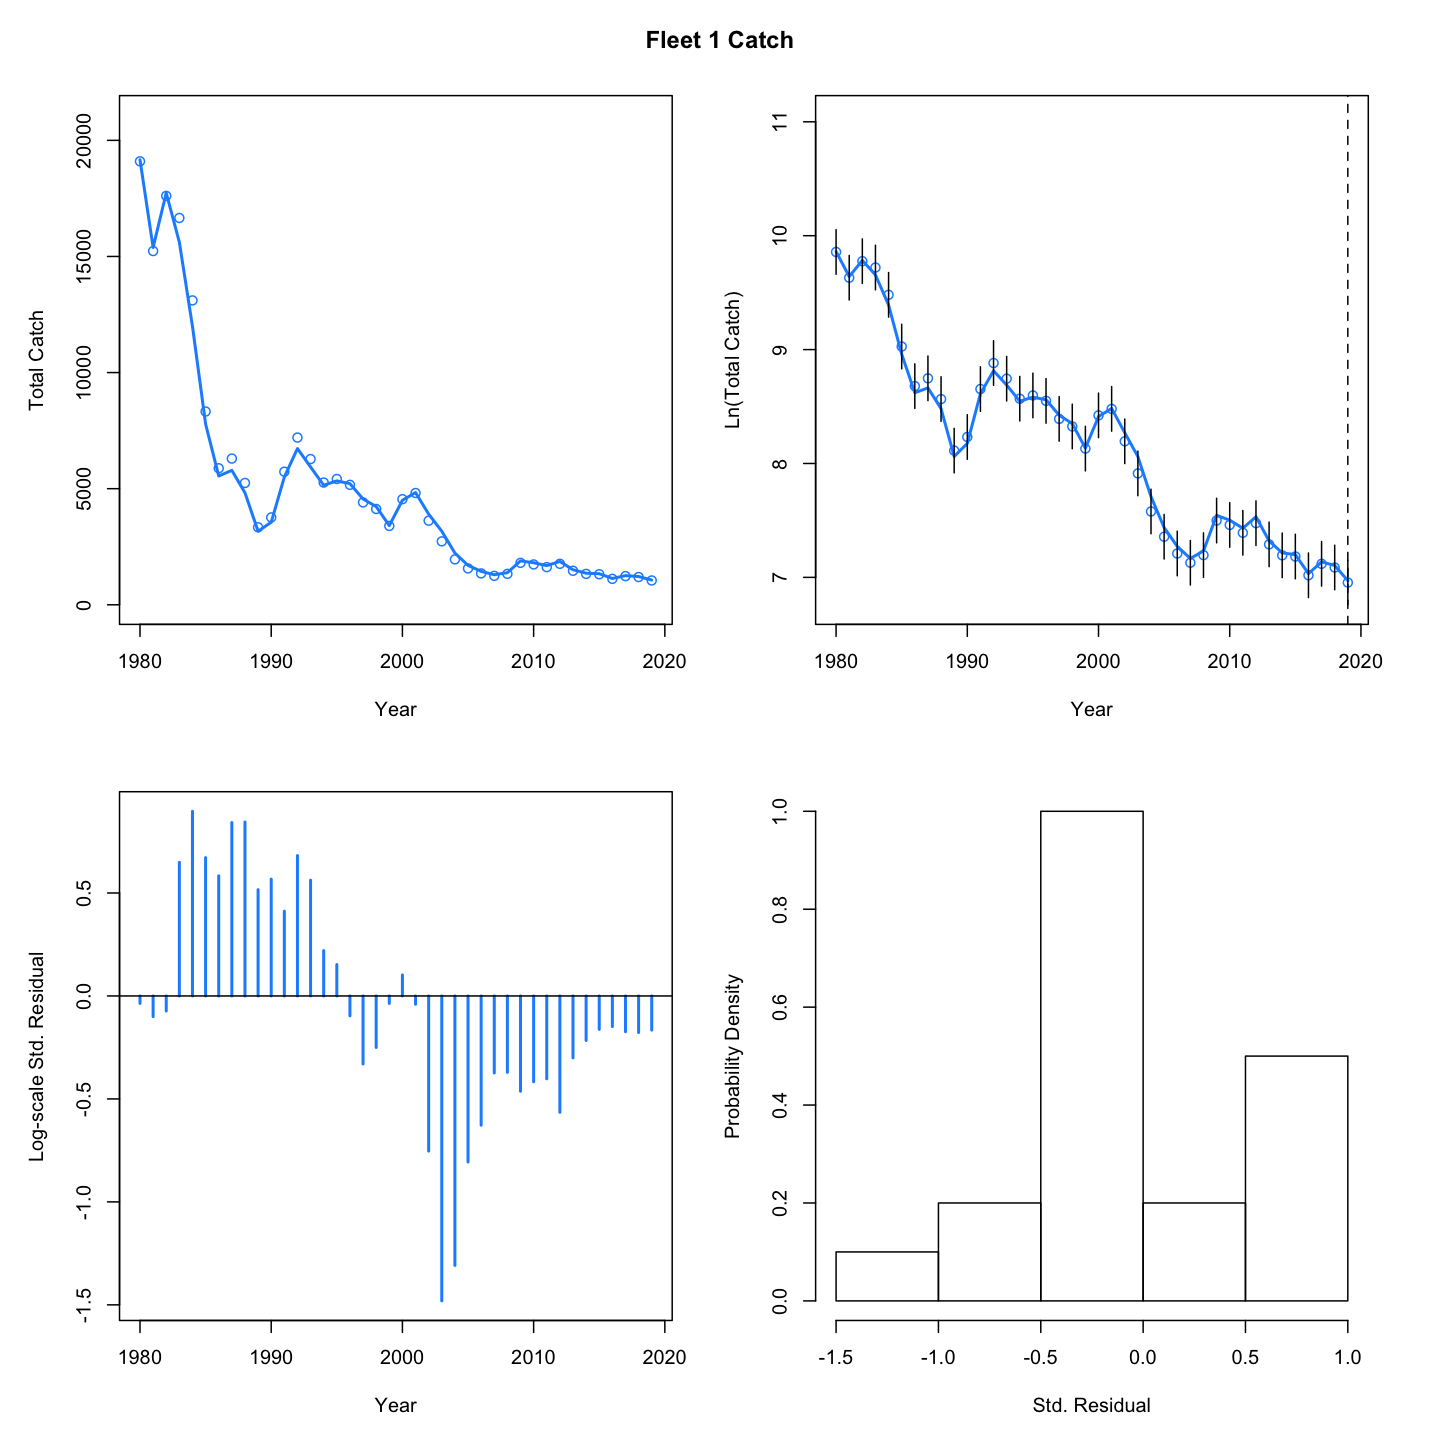 Fleet 1 Catch
Total Catch
20000
15000
10000
5000
0
1980 1990 2000 2010 2020
Year
Ln(Total Catch)
11
10
9
8
7
1980 1990 2000 2010 2020
Year
Log-scale Std. Residual
0.5
0.0
-0.5
-1.0
-1.5
1980 1990 2000 2010 2020
Year
Probability Density
1.0
0.8
0.6
0.4
0.2
0.0
-1.5 -1.0 -0.5 0.0 0.5 1.0
Std. Residual